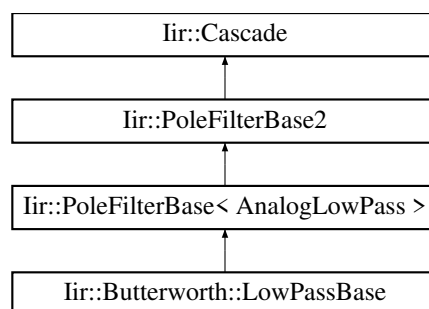 Iir::Cascade
Iir::PoleFilterBase2
Iir::PoleFilterBase< AnalogLowPass >
Iir::Butterworth::LowPassBase